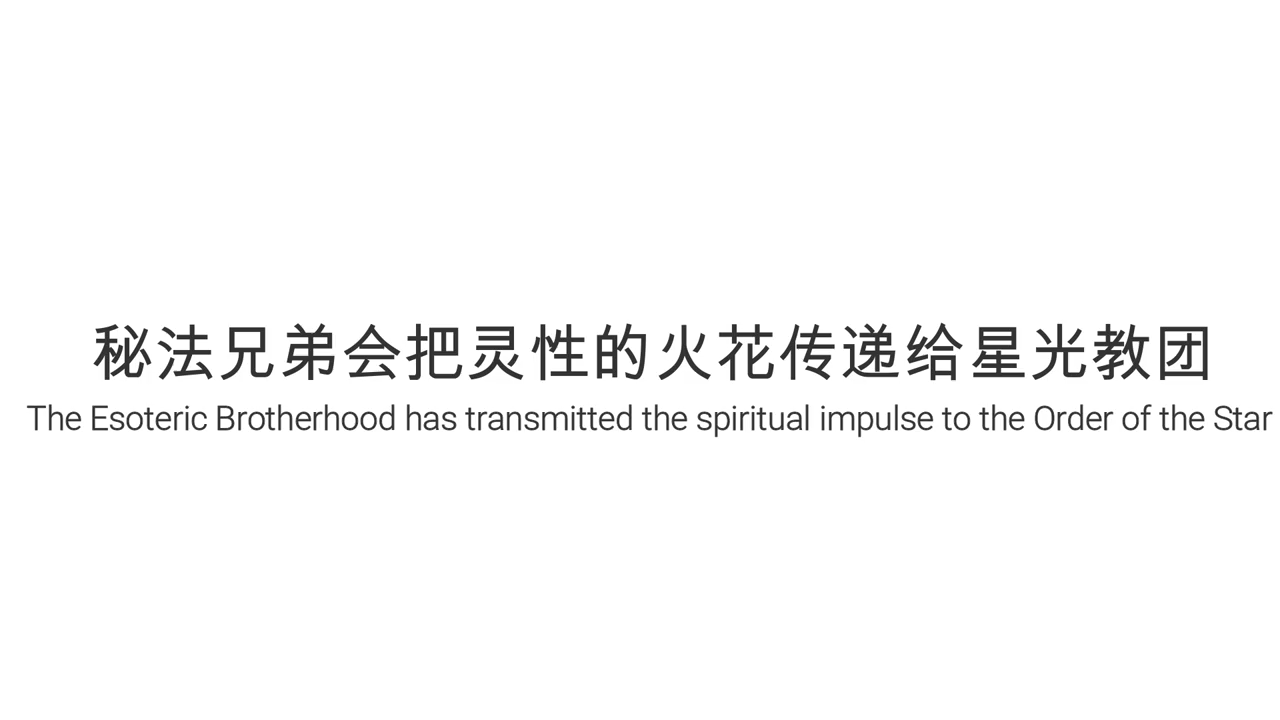 秘法兄弟会把灵性的火花传递给星光教团
The Esoteric Brotherhood has transmitted the spiritual impulse to the Order of the Star